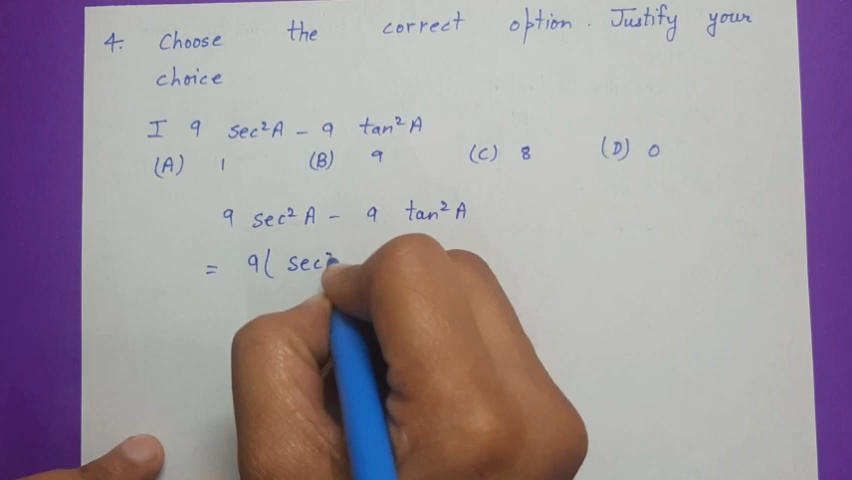 4. Choose the correct option. Justify your
choice
I 9 sec²A - 9 tan²A
(A) 1 (B) 9 (C) 8 (D) 0
9 sec²A - 9 tan²A
= 9( sec²